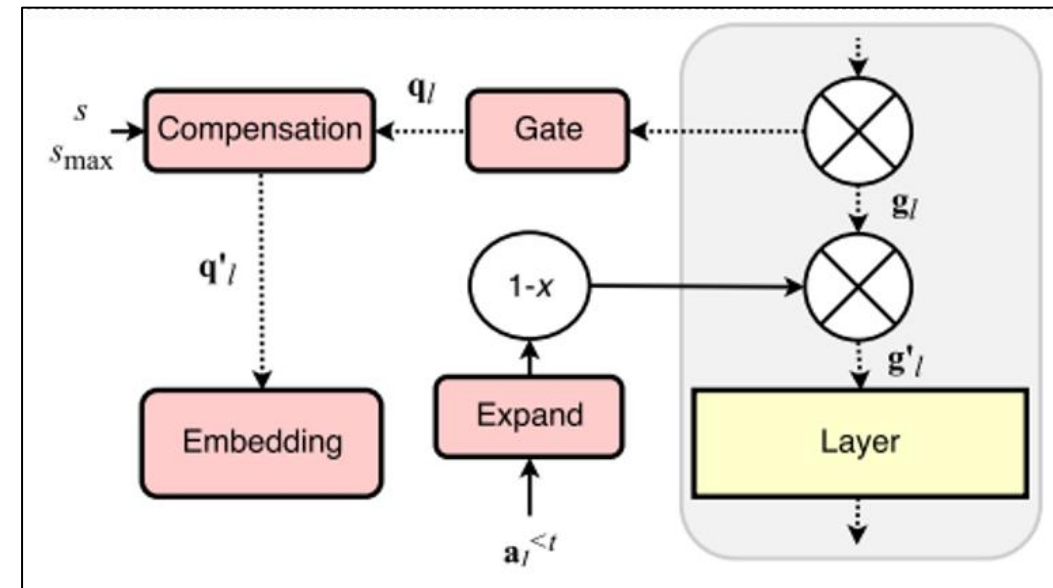 s
s_max
Compensation
q_l
Gate
g_l
q'_l
1-x
g'_l
Embedding
Expand
Layer
a_l^{<t}